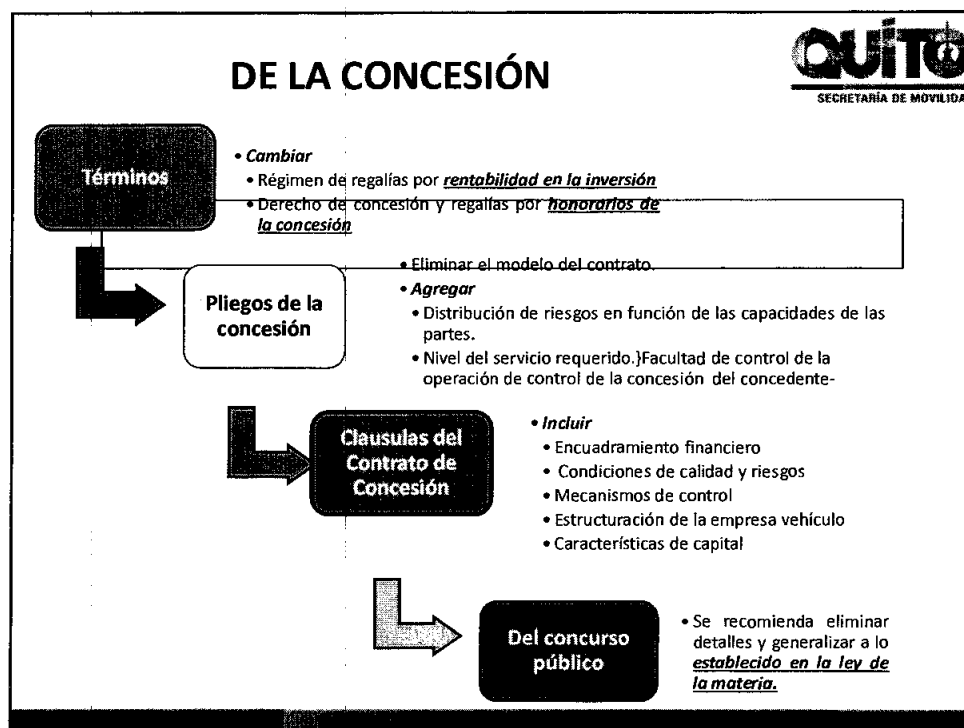 DE LA CONCESIÓN
QUITO
SECRETARÍA DE MOVILIDA
Términos
• Cambiar
• Régimen de regalías por rentabilidad en la inversión
• Derecho de concesión y regalías por honorarios de
la concesión
Pliegos de la
concesión
• Eliminar el modelo del contrato.
• Agregar
• Distribución de riesgos en función de las capacidades de las
partes.
• Nivel del servicio requerido.}Facultad de control de la
operación de control de la concesión del concedente-
Clausulas del
Contrato de
Concesión
• Incluir
• Encuadramiento financiero
• Condiciones de calidad y riesgos
• Mecanismos de control
• Estructuración de la empresa vehículo
• Características de capital
Del concurso
público
• Se recomienda eliminar
detalles y generalizar a lo
establecido en la ley de
la materia.